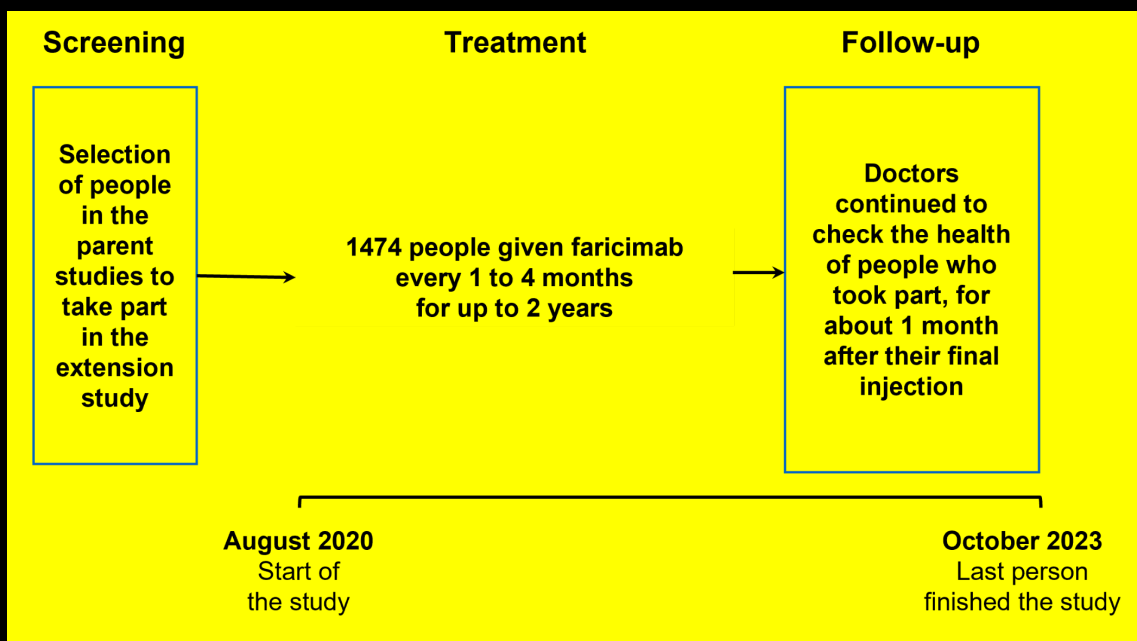 Screening
Treatment
Follow-up
Selection
of people
in the
parent
studies to
take part
in the
extension
study
1474 people given faricimab
every 1 to 4 months
for up to 2 years
Doctors
continued to
check the health
of people who
took part, for
about 1 month
after their final
injection
August 2020
Start of
the study
October 2023
Last person
finished the study